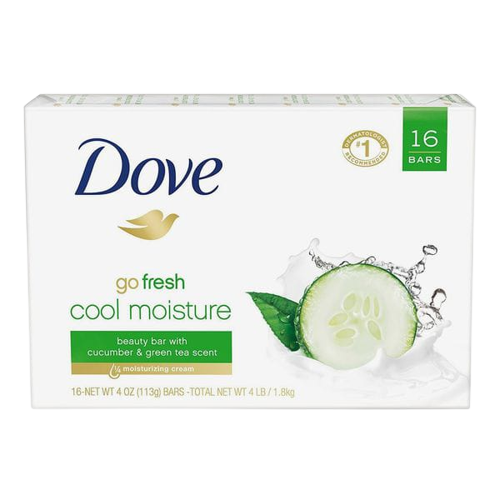 Dove
DERMATOLOGIST
#1
RECOMMENDED
16
BARS
go fresh
cool moisture
beauty bar with
cucumber & green tea scent
¼ moisturizing cream
16-NET WT 4 OZ (113g) BARS -TOTAL NET WT 4 LB / 1.8kg